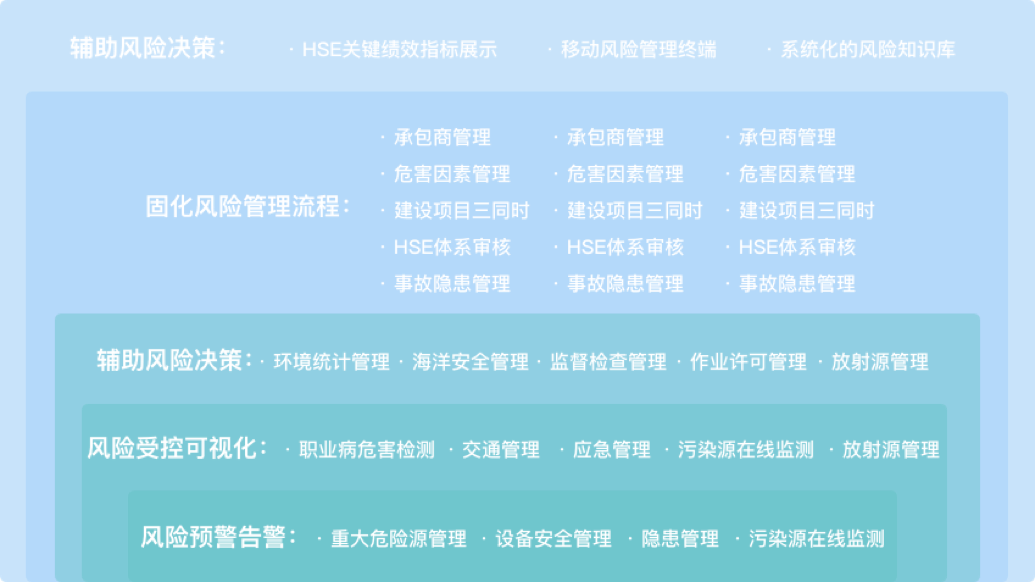 辅助风险决策： · HSE关键绩效指标展示 · 移动风险管理终端 · 系统化的风险知识库
· 承包商管理 · 承包商管理 · 承包商管理
· 危害因素管理 · 危害因素管理 · 危害因素管理
固化风险管理流程： · 建设项目三同时 · 建设项目三同时 · 建设项目三同时
· HSE体系审核 · HSE体系审核 · HSE体系审核
· 事故隐患管理 · 事故隐患管理 · 事故隐患管理
辅助风险决策： · 环境统计管理 · 海洋安全管理 · 监督检查管理 · 作业许可管理 · 放射源管理
风险受控可视化： · 职业病危害检测 · 交通管理 · 应急管理 · 污染源在线监测 · 放射源管理
风险预警告警： · 重大危险源管理 · 设备安全管理 · 隐患管理 · 污染源在线监测